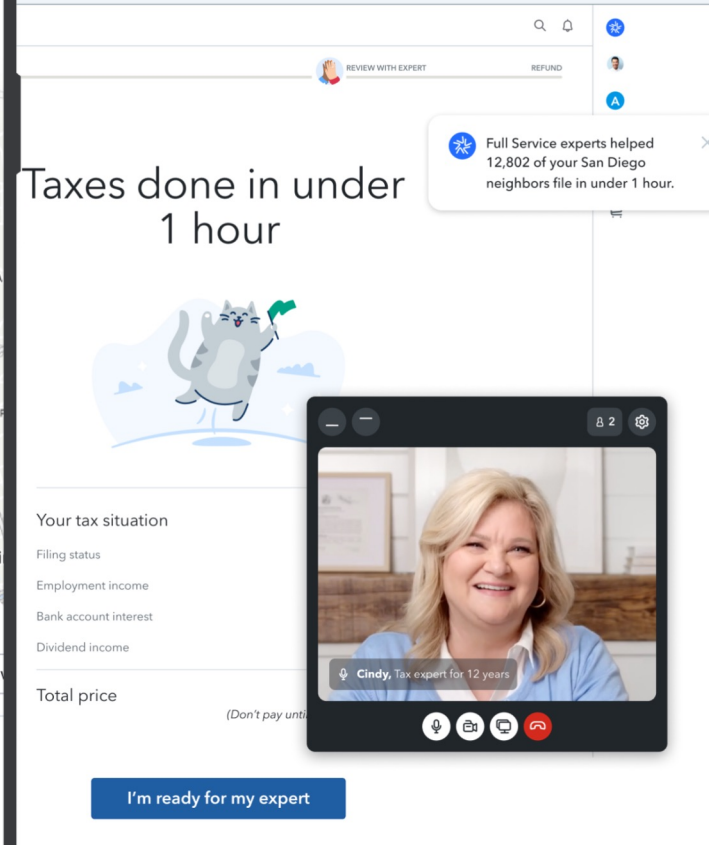 REVIEW WITH EXPERT
REFUND
A
Full Service experts helped
12,802 of your San Diego
neighbors file in under 1 hour.
Taxes done in under
1 hour
2
Your tax situation
Filing status
Employment income
Bank account interest
Dividend income
Cindy, Tax expert for 12 years
Total price
(Don't pay
I'm ready for my expert